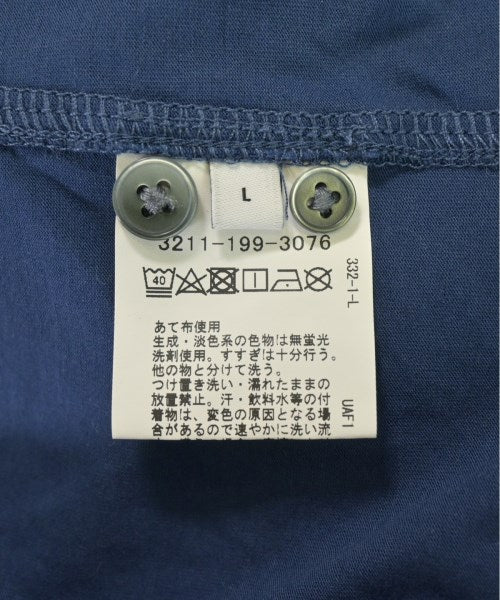 L
3211-199-3076
332-1-L
40
あて布使用
生成・淡色系の色物は無蛍光
洗剤使用。すすぎは十分行う。
他の物と分けて洗う。
つけ置き洗い・濡れたままの
放置禁止。汗・飲料水等の付
着物は、変色の原因となる場
合があるので速やかに洗い流
UAF1